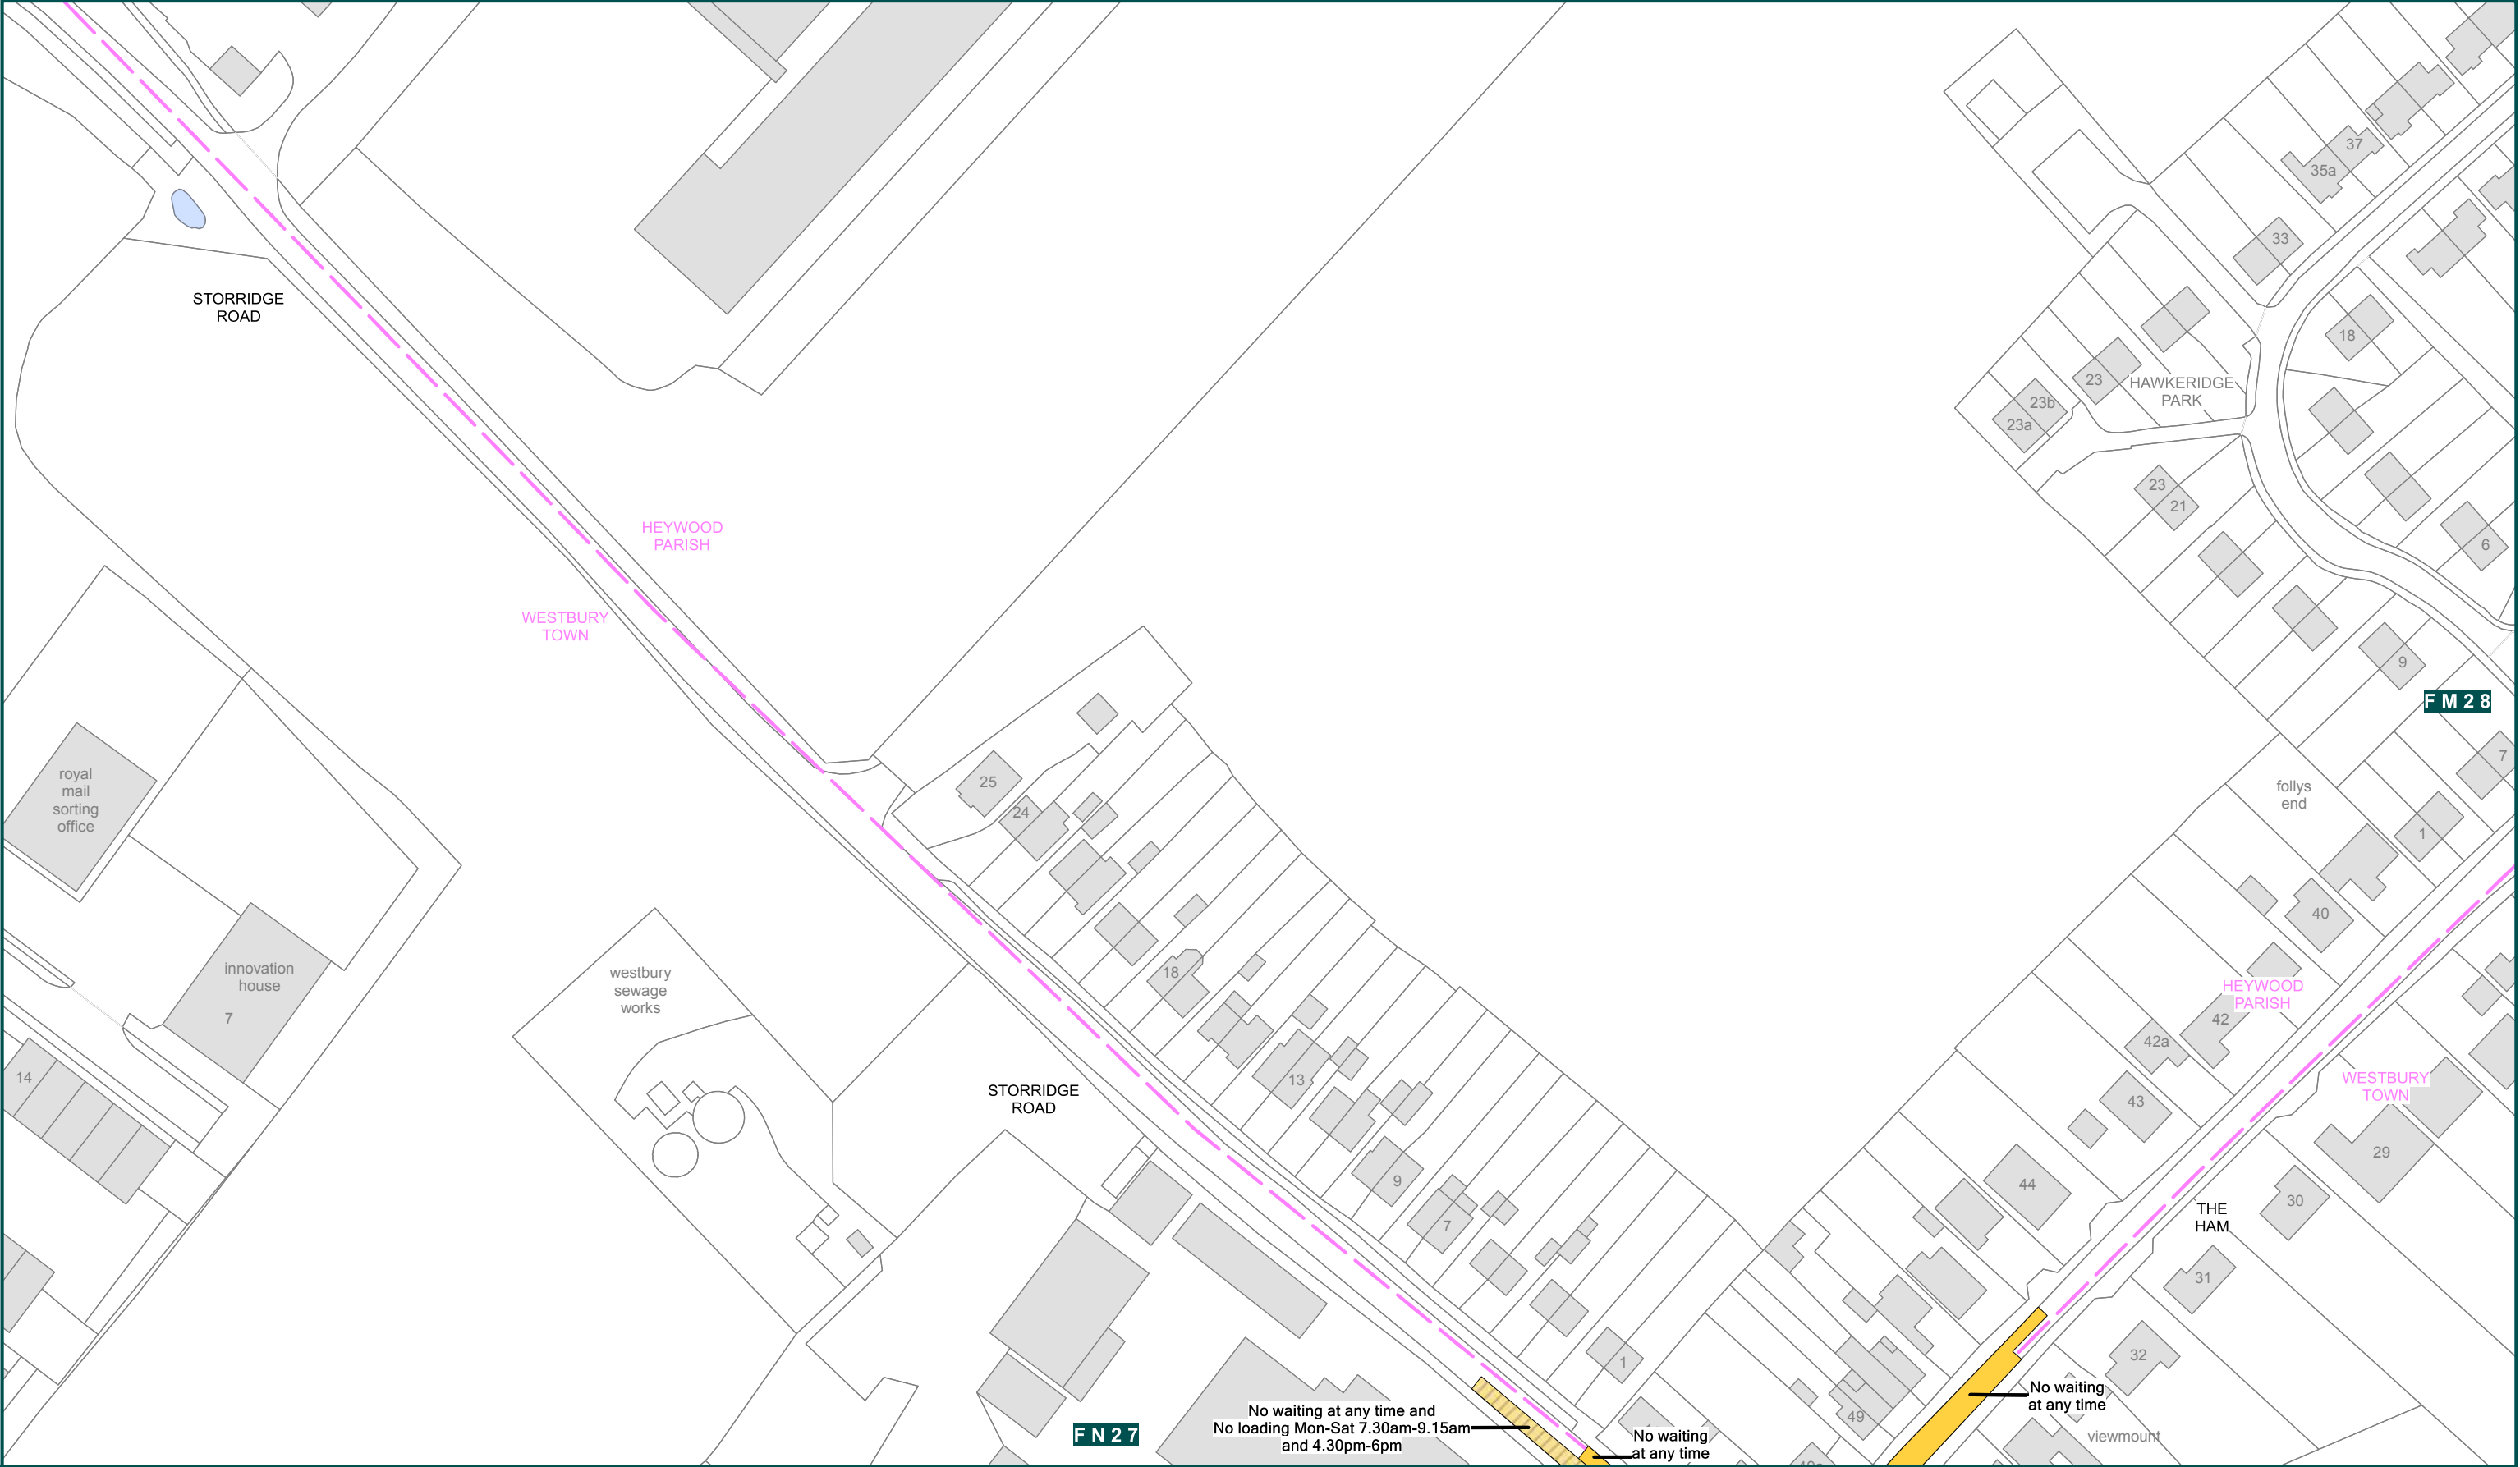 37
35a
33
STORRIDGE
ROAD
18
23
HAWKERIDGE
PARK
23b
23a
23
21
HEYWOOD
PARISH
6
WESTBURY
TOWN
9
FM28
7
royal
mail
sorting
office
25
24
follys
end
1
40
innovation
house
7
westbury
sewage
works
18
HEYWOOD
PARISH
42
42a
14
13
STORRIDGE
ROAD
43
WESTBURY
TOWN
29
9
44
30
7
THE
HAM
31
1
32
No waiting at any time and
No loading Mon-Sat 7.30am-9.15am
and 4.30pm-6pm
No waiting
at any time
49
No waiting
at any time
FN27
viewmount